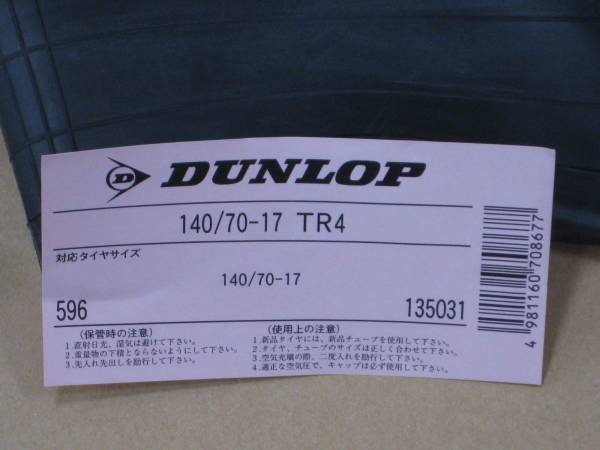 D DUNLOP
140/70-17 TR4
対応タイヤサイズ
140/70-17
596 135031
(保管時の注意)
1.直射日光、湿気は避けて下さい。
2.重量物の下積とならないようにして下さい。
3.先入れ先出しを励行して下さい。
(使用上の注意)
1.新品タイヤには、新品チューブを使用して下さい。
2.タイヤ、チューブのサイズは正しく合わせて下さい。
3.空気充填の際、二度入れを励行して下さい。
4.適正な空気圧で、キャップは必ず使用して下さい。
4 981160 708677